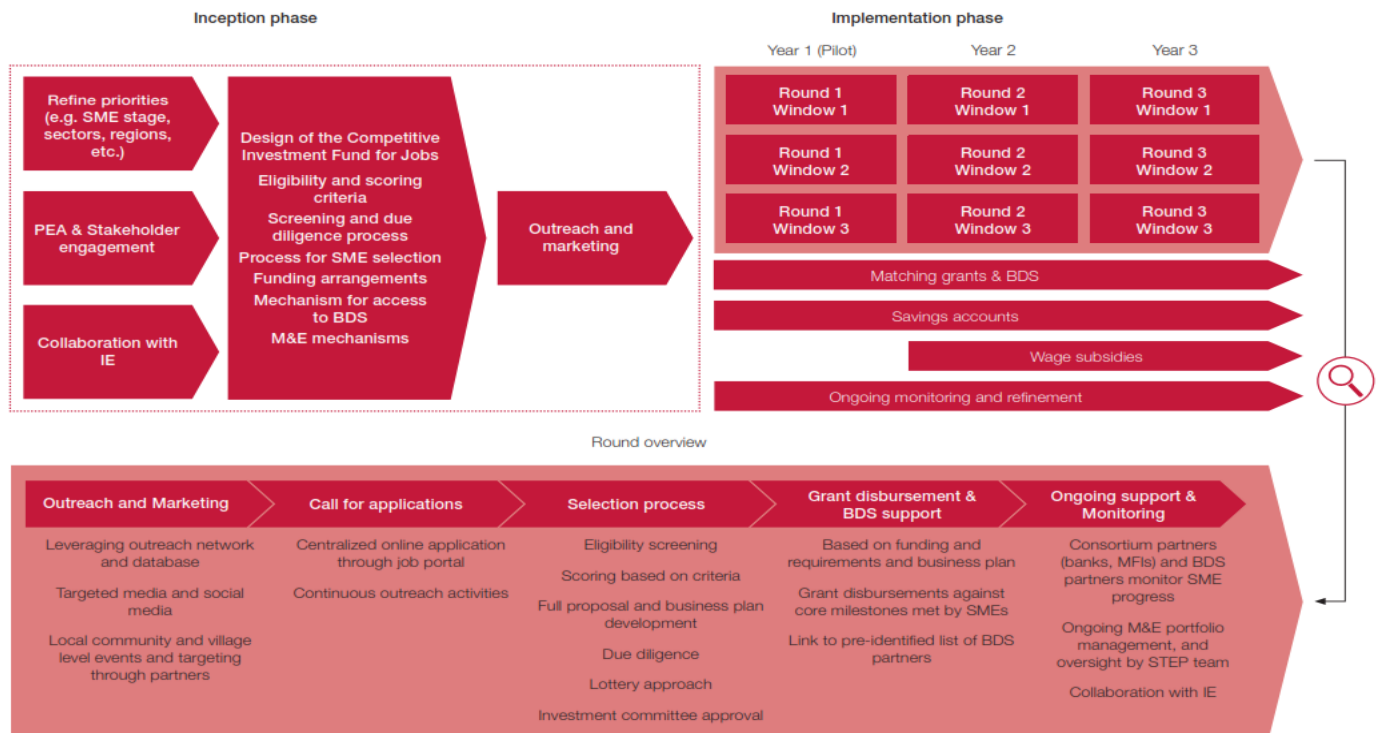 Inception phase
Refine priorities
(e.g. SME stage,
sectors, regions,
etc.)
PEA & Stakeholder
engagement
Collaboration with
IE
Design of the Competitive
Investment Fund for Jobs
Eligibility and scoring
criteria
Screening and due
diligence process
Process for SME selection
Funding arrangements
Mechanism for access
to BDS
M&E mechanisms
Outreach and
marketing
Implementation phase
Year 1 (Pilot)
Year 2
Year 3
Round 1
Window 1
Round 2
Window 1
Round 3
Window 1
Round 1
Window 2
Round 2
Window 2
Round 3
Window 2
Round 1
Window 3
Round 2
Window 3
Round 3
Window 3
Matching grants & BDS
Savings accounts
Wage subsidies
Ongoing monitoring and refinement
Round overview
Outreach and Marketing
Leveraging outreach network
and database
Targeted media and social
media
Local community and village
level events and targeting
through partners
Call for applications
Centralized online application
through job portal
Continuous outreach activities
Selection process
Eligibility screening
Scoring based on criteria
Full proposal and business plan
development
Due diligence
Lottery approach
Investment committee approval
Grant disbursement &
BDS support
Based on funding and
requirements and business plan
Grant disbursements against
core milestones met by SMEs
Link to pre-identified list of BDS
partners
Ongoing support &
Monitoring
Consortium partners
(banks, MFIs) and BDS
partners monitor SME
progress
Ongoing M&E portfolio
management, and
oversight by STEP team
Collaboration with IE